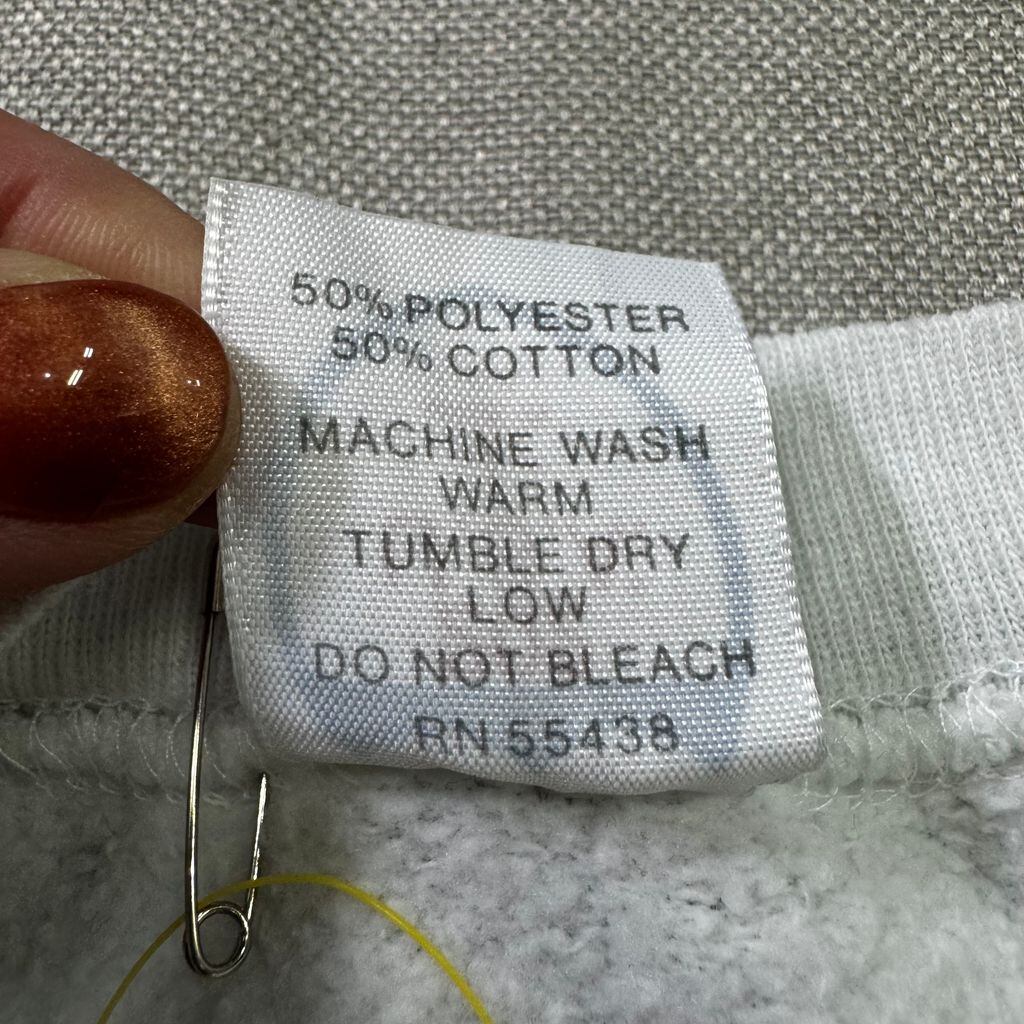 50% POLYESTER
50% COTTON
MACHINE WASH
WARM
TUMBLE DRY
LOW
DO NOT BLEACH
RN 55438